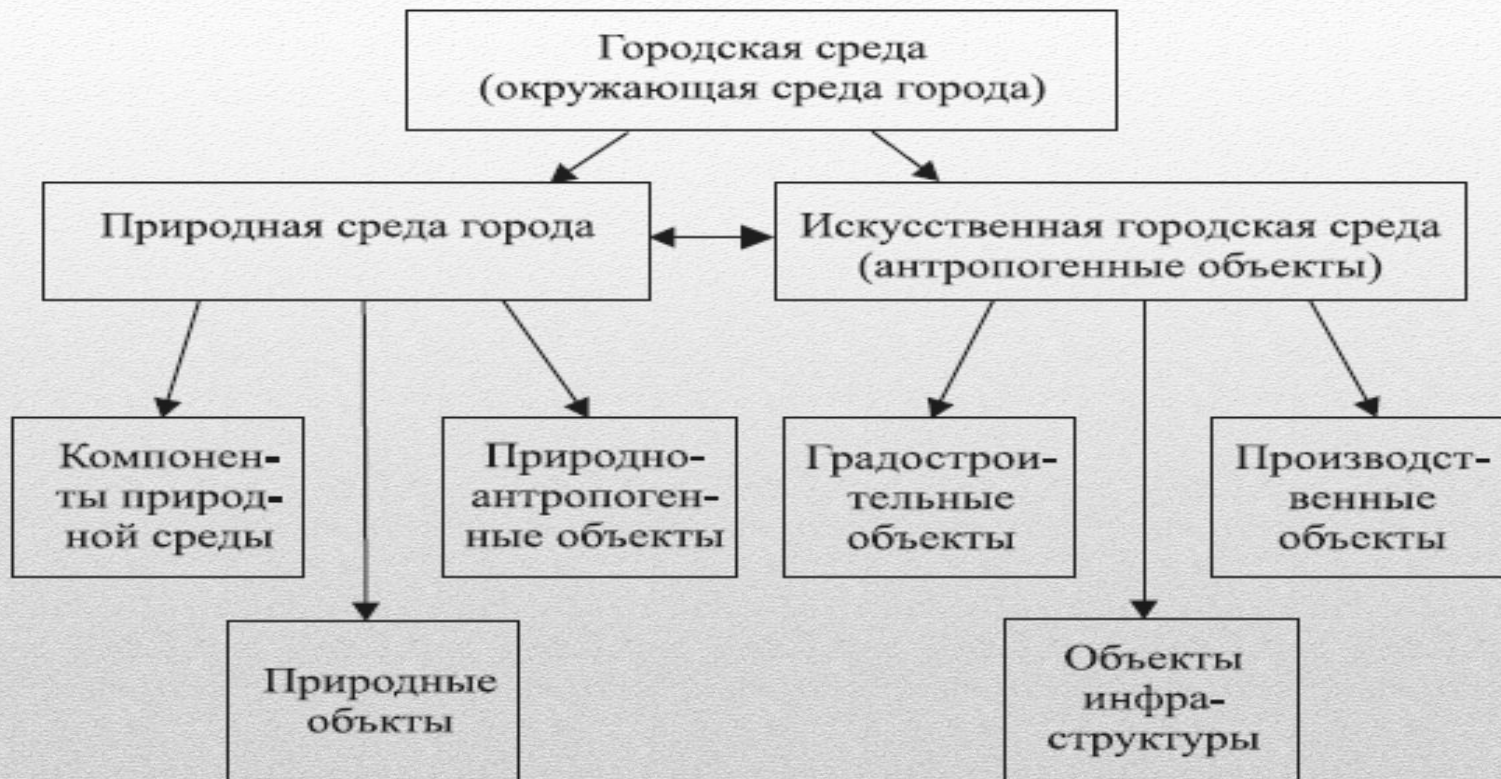 Городская среда
(окружающая среда города)
Природная среда города
Искусственная городская среда
(антропогенные объекты)
Компонен-
ты природ-
ной среды
Природно-
антропоген-
ные объекты
Градострои-
тельные
объекты
Производст-
венные
объекты
Природные
объкты
Объекты
инфра-
структуры